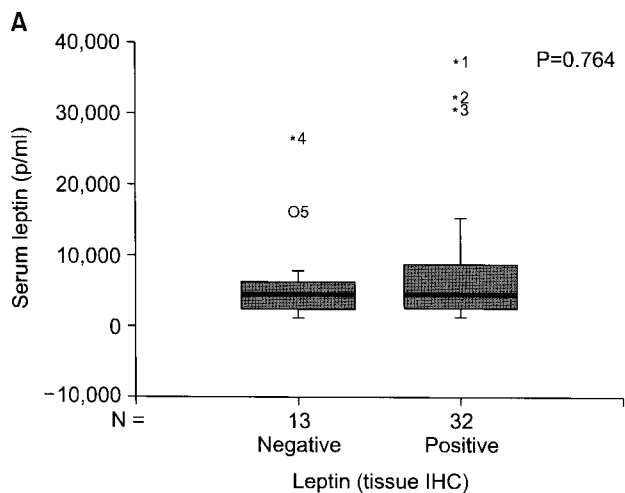 A
40,000
*1
P=0.764
30,000
*2
*3
*4
20,000
O5
10,000
0
−10,000
Serum leptin (p/ml)
N = 13 32
Negative Positive
Leptin (tissue IHC)